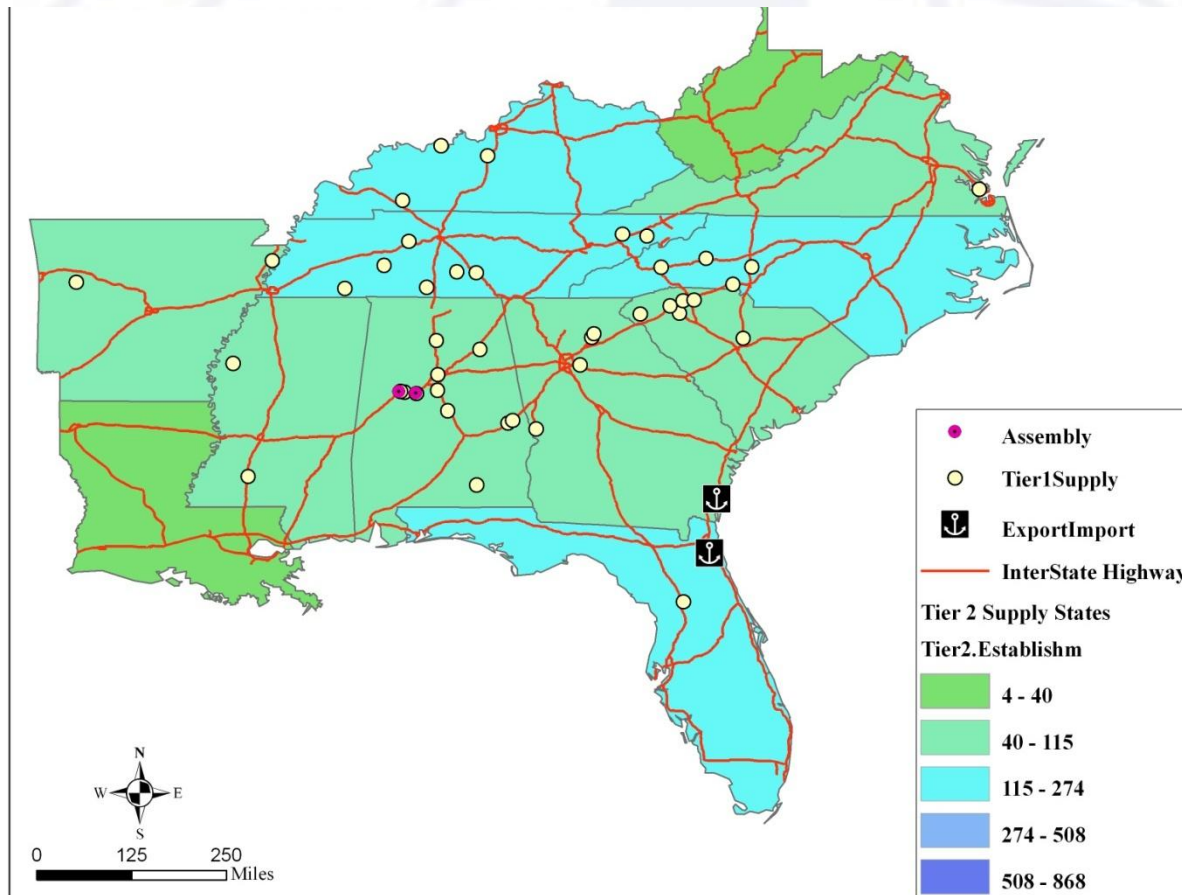 Assembly
Tier1Supply
ExportImport
InterState Highway
Tier 2 Supply States
Tier2.Establishm
4 - 40
40 - 115
115 - 274
274 - 508
508 - 868
N
W E
S
0 125 250
Miles